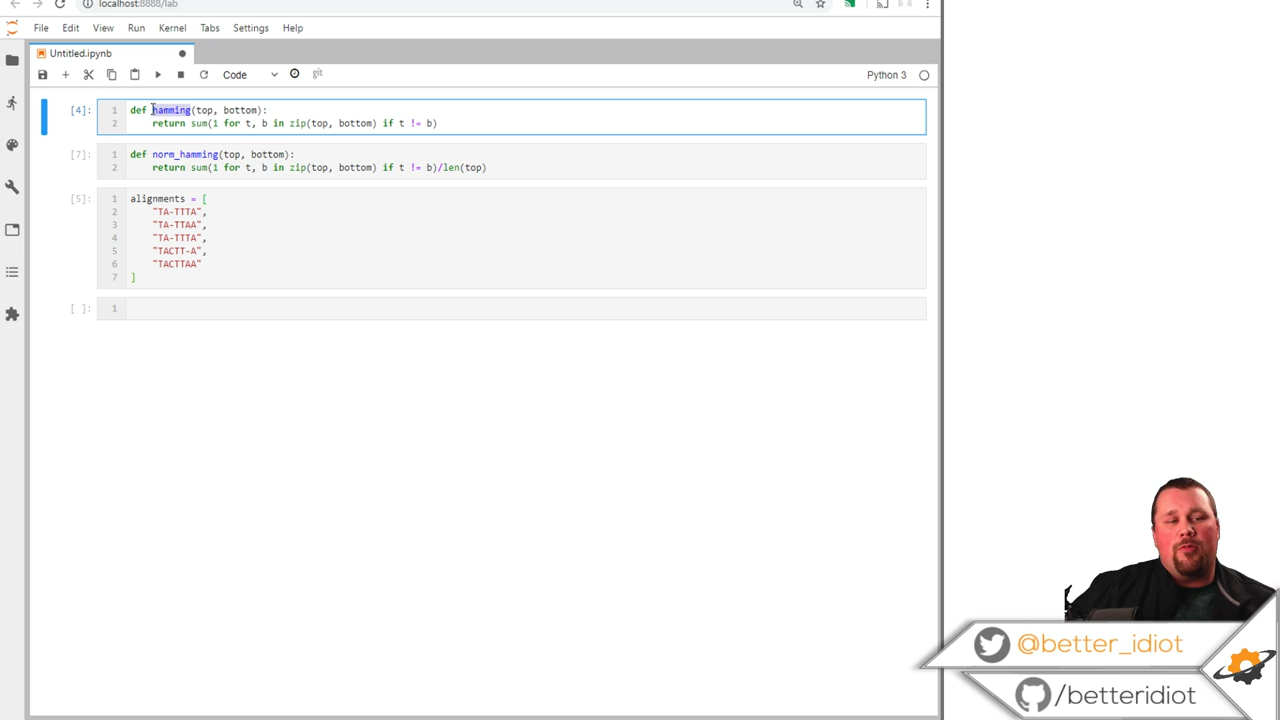 localhost:8888/lab
File Edit View Run Kernel Tabs Settings Help
Untitled.ipynb
Code git Python 3
[4]: 1 def hamming(top, bottom):
2 return sum(1 for t, b in zip(top, bottom) if t != b)
[7]: 1 def norm_hamming(top, bottom):
2 return sum(1 for t, b in zip(top, bottom) if t != b)/len(top)
[5]: 1 alignments = [
2 "TA-TTTA",
3 "TA-TTAA",
4 "TA-TTTA",
5 "TACTT-A",
6 "TACTTAA"
7 ]
[ ]: 1
@better_idiot
/betteridiot